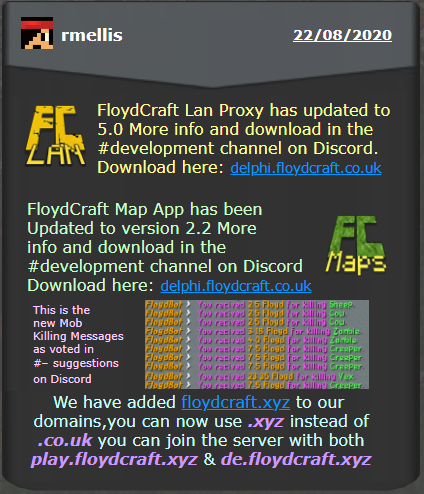 rmellis 22/08/2020
FC
LAN
FloydCraft Lan Proxy has updated to
5.0 More info and download in the
#development channel on Discord.
Download here: delphi.floydcraft.co.uk
FloydCraft Map App has been
Updated to version 2.2 More
info and download in the
#development channel on Discord
Download here: delphi.floydcraft.co.uk
FC
Maps
This is the
new Mob
Killing Messages
as voted in
#– suggestions
on Discord
FloydBot > You recived 2.5 Floyd for killing Sheep
FloydBot > You recived 2.5 Floyd for killing Cow
FloydBot > You recived 2.5 Floyd for killing Cow
FloydBot > You recived Floyd for killing Zombie
FloydBot > You recived 4.0 Floyd for killing Zombie
FloydBot > You recived 7.5 Floyd for killing Creeper
FloydBot > You recived 7.5 Floyd for killing Creeper
FloydBot > You recived 7.5 Floyd for killing Creeper
FloydBot > You recived Floyd for killing Vex
FloydBot > You recived 7.5 Floyd for killing Creeper
We have added floydcraft.xyz to our
domains,you can now use .xyz instead of
.co.uk you can join the server with both
play.floydcraft.xyz & de.floydcraft.xyz